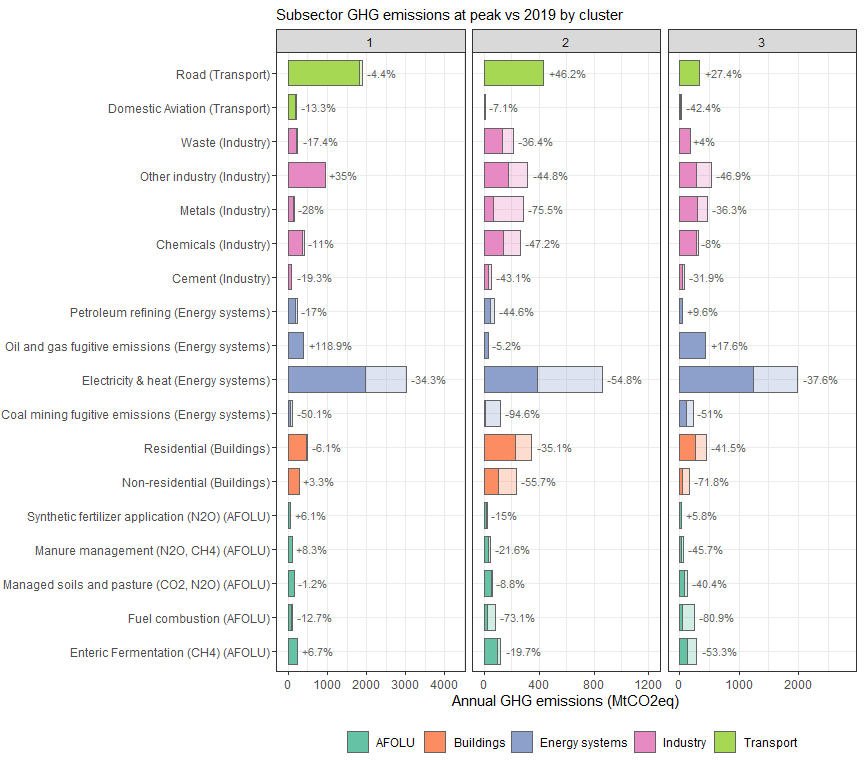 Subsector GHG emissions at peak vs 2019 by cluster
1 2 3
Road (Transport) -4.4% +46.2% +27.4%
Domestic Aviation (Transport) -13.3% -7.1% -42.4%
Waste (Industry) -17.4% -36.4% +4%
Other industry (Industry) +35% -44.8% -46.9%
Metals (Industry) -28% -75.5% -36.3%
Chemicals (Industry) -11% -47.2% -8%
Cement (Industry) -19.3% -43.1% -31.9%
Petroleum refining (Energy systems) -17% -44.6% +9.6%
Oil and gas fugitive emissions (Energy systems) +118.9% -5.2% +17.6%
Electricity & heat (Energy systems) -34.3% -54.8% -37.6%
Coal mining fugitive emissions (Energy systems) -50.1% -94.6% -51%
Residential (Buildings) -6.1% -35.1% -41.5%
Non-residential (Buildings) +3.3% -55.7% -71.8%
Synthetic fertilizer application (N2O) (AFOLU) +6.1% -15% +5.8%
Manure management (N2O, CH4) (AFOLU) +8.3% -21.6% -45.7%
Managed soils and pasture (CO2, N2O) (AFOLU) -1.2% -8.8% -40.4%
Fuel combustion (AFOLU) -12.7% -73.1% -80.9%
Enteric Fermentation (CH4) (AFOLU) +6.7% -19.7% -53.3%
0 1000 2000 3000 4000 0 400 800 1200 0 1000 2000
Annual GHG emissions (MtCO2eq)
AFOLU Buildings Energy systems Industry Transport